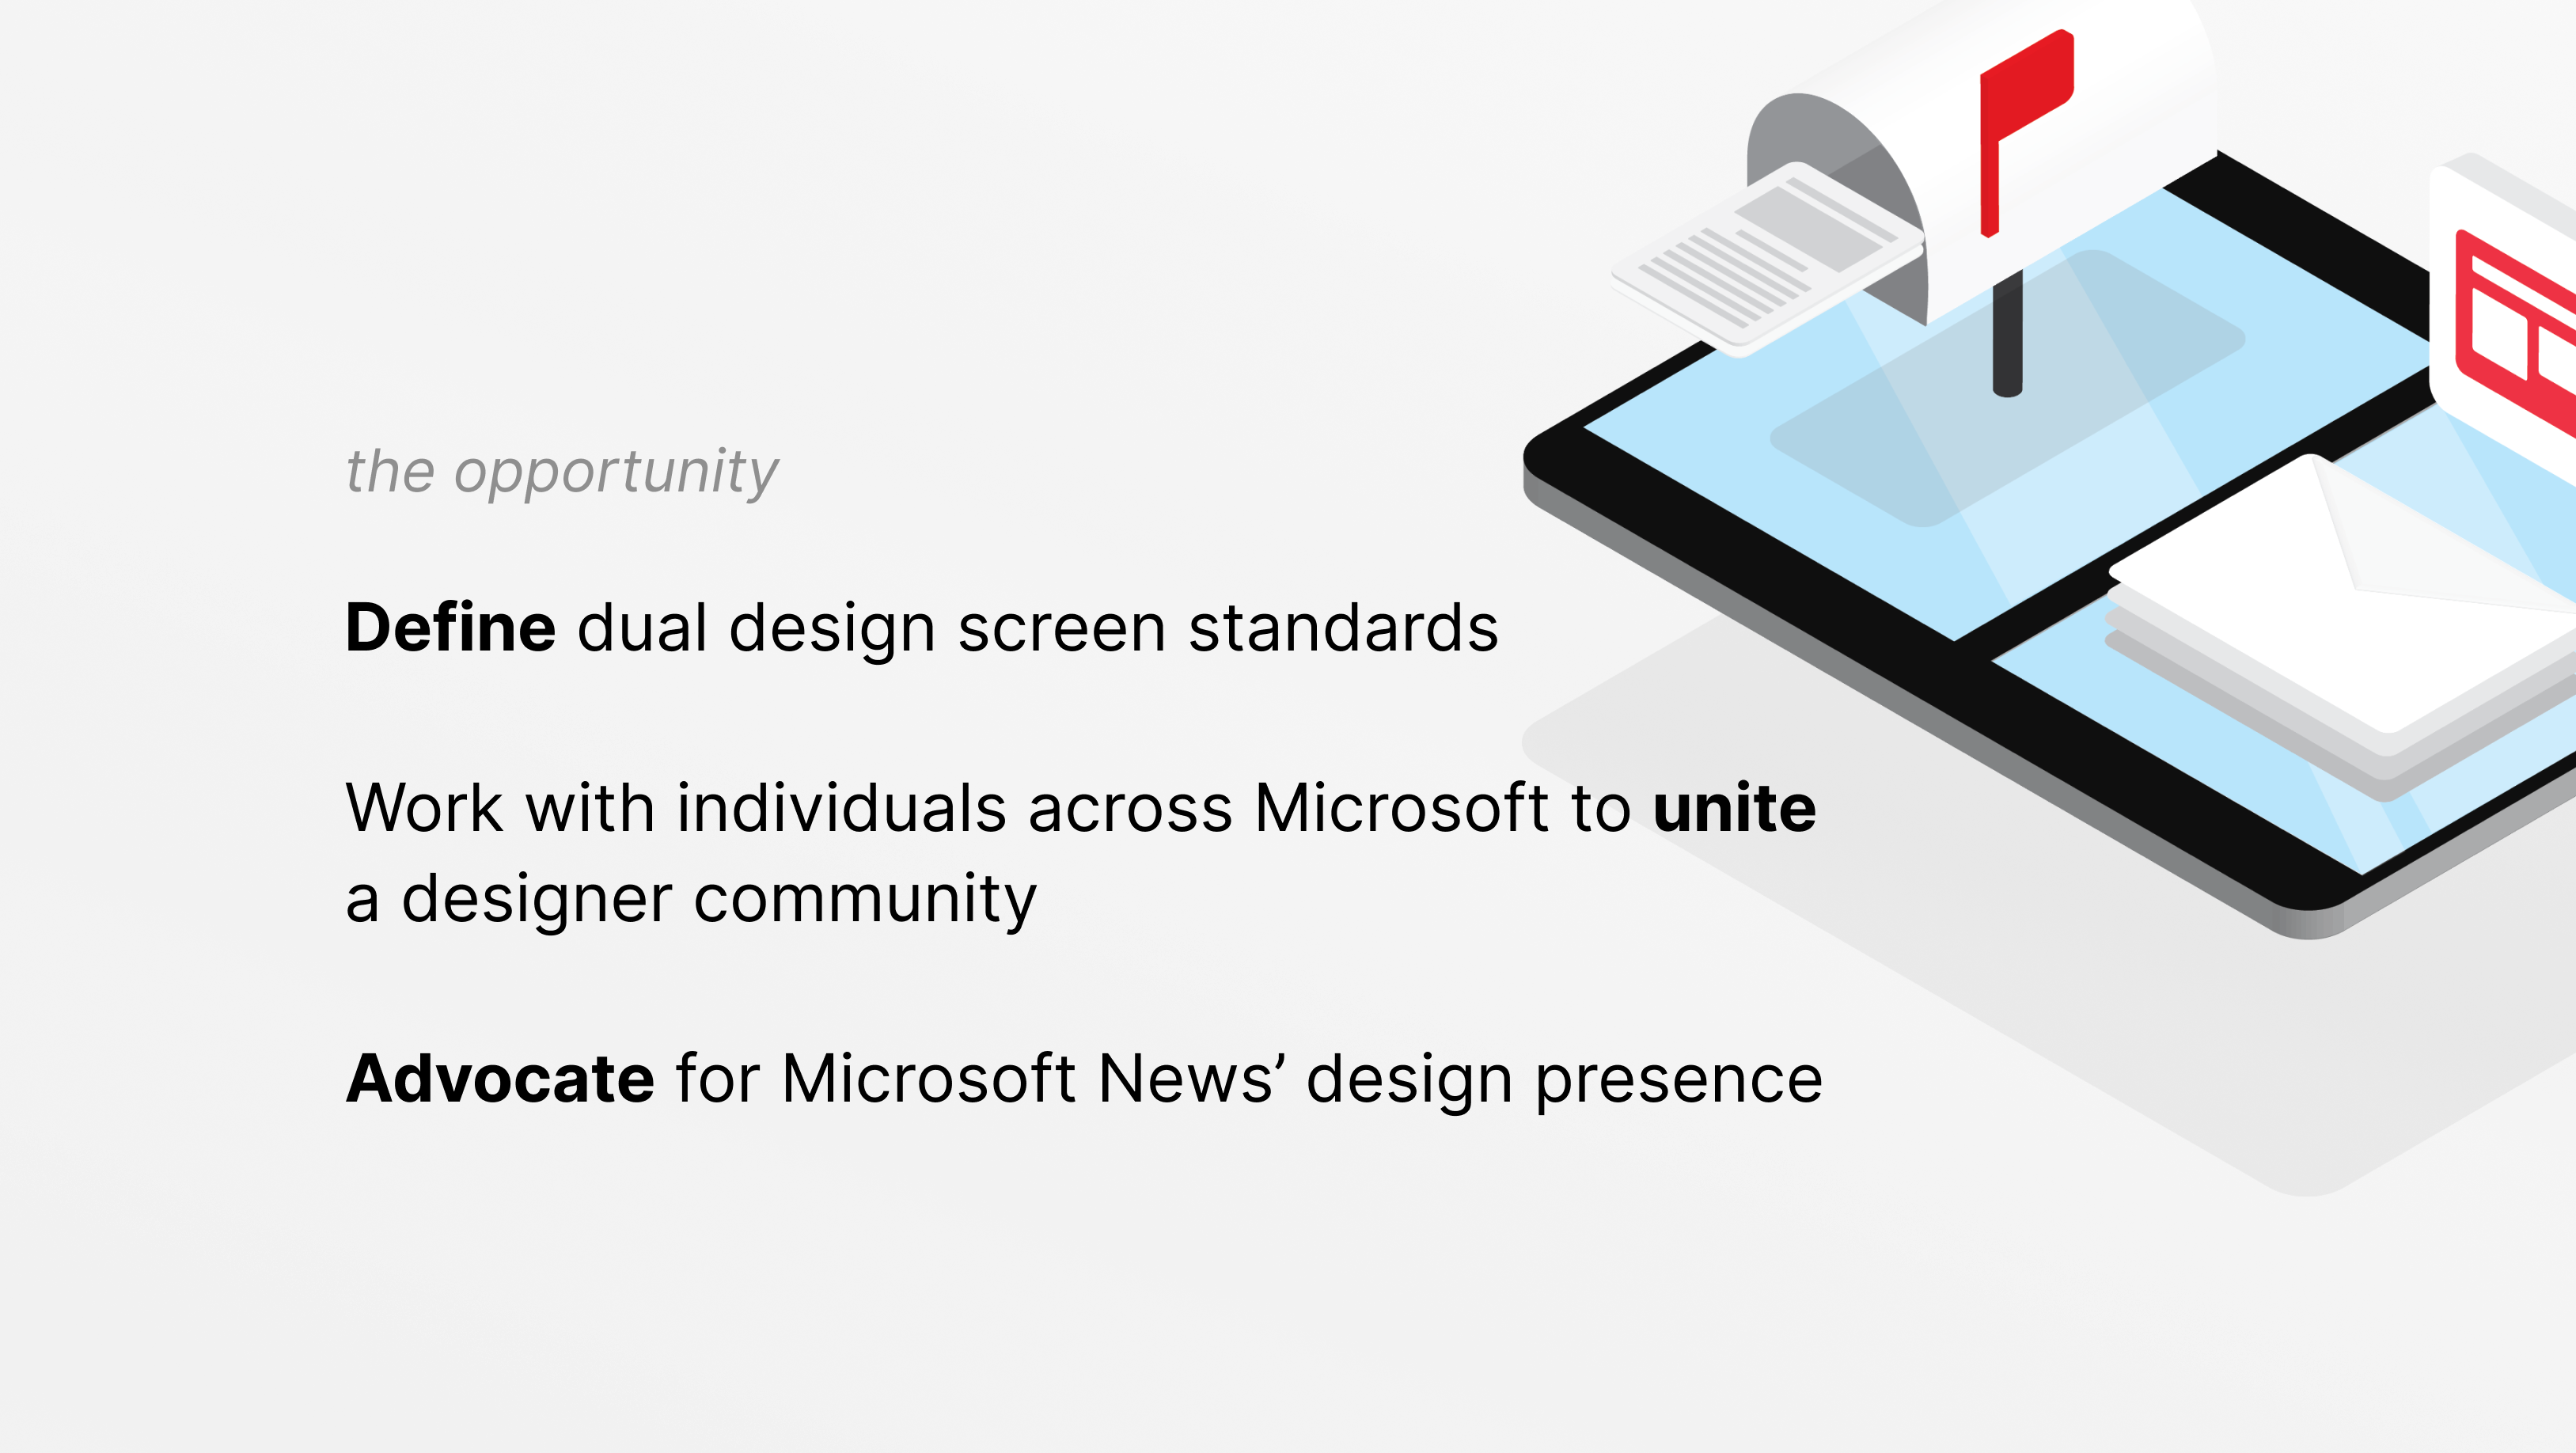 the opportunity
Define dual design screen standards
Work with individuals across Microsoft to unite
a designer community
Advocate for Microsoft News’ design presence